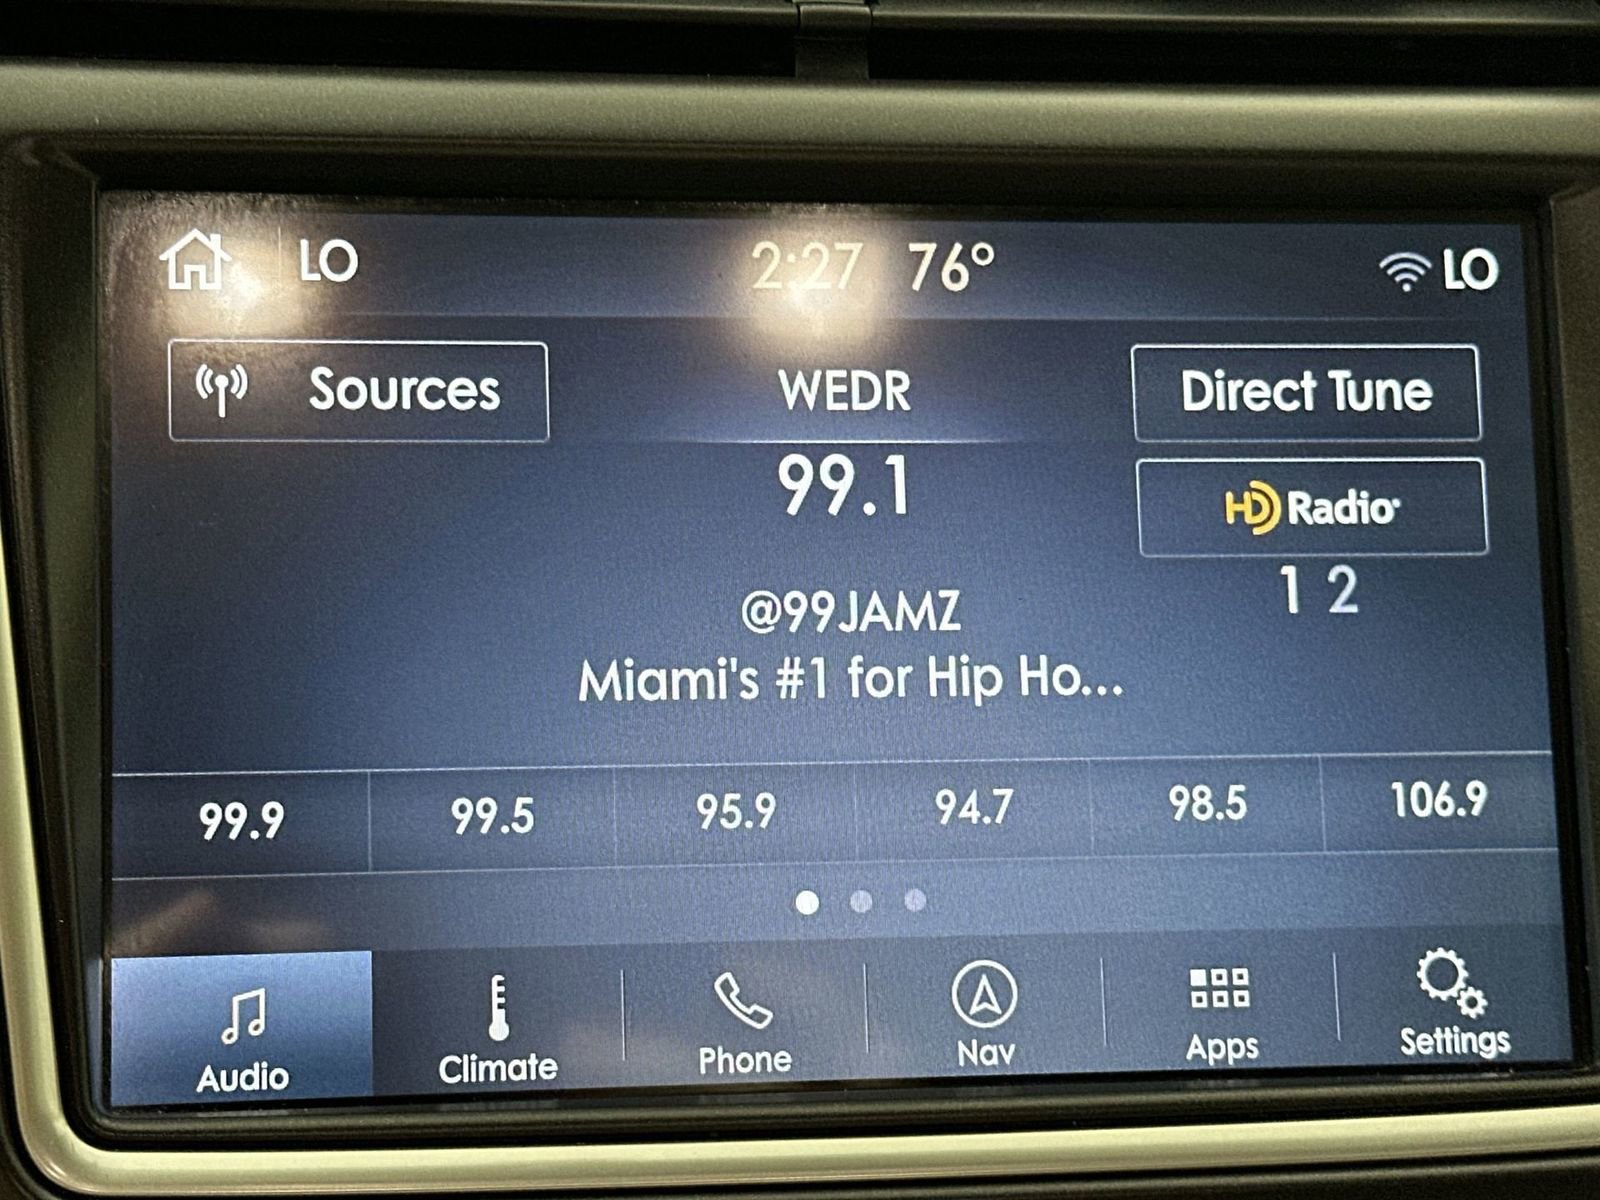 LO 2:27 76° LO
Sources WEDR Direct Tune
99.1
HD Radio
1 2
@99JAMZ
Miami's #1 for Hip Ho...
99.9 99.5 95.9 94.7 98.5 106.9
Audio Climate Phone Nav Apps Settings